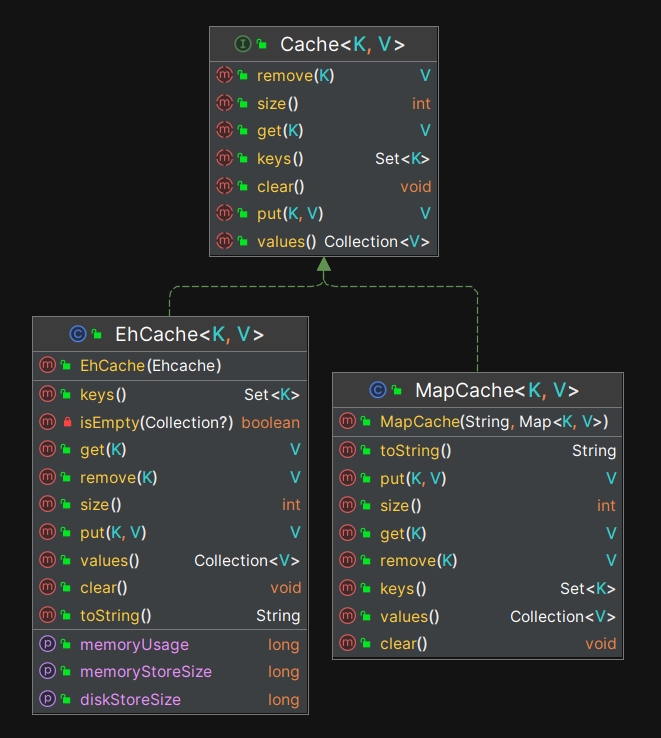 I Cache<K, V>
m remove(K) V
m size() int
m get(K) V
m keys() Set<K>
m clear() void
m put(K, V) V
m values() Collection<V>
C EhCache<K, V>
m EhCache(Ehcache)
m keys() Set<K>
m isEmpty(Collection?) boolean
m get(K) V
m remove(K) V
m size() int
m put(K, V) V
m values() Collection<V>
m clear() void
m toString() String
p memoryUsage long
p memoryStoreSize long
p diskStoreSize long
C MapCache<K, V>
m MapCache(String, Map<K, V>)
m toString() String
m put(K, V) V
m size() int
m get(K) V
m remove(K) V
m keys() Set<K>
m values() Collection<V>
m clear() void